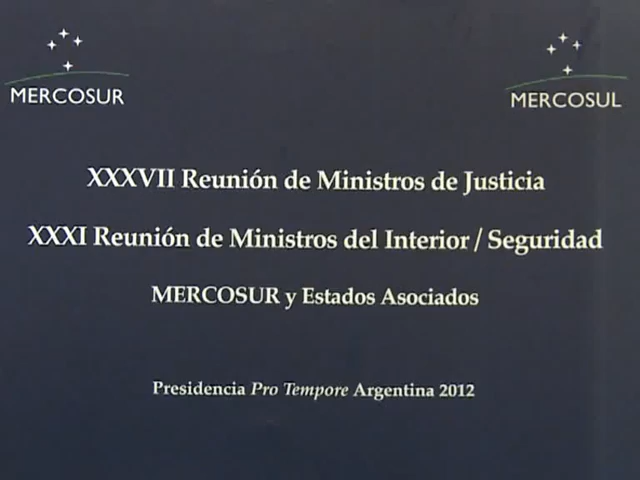 MERCOSUR
MERCOSUL
XXXVII Reunión de Ministros de Justicia
XXXI Reunión de Ministros del Interior / Seguridad
MERCOSUR y Estados Asociados
Presidencia Pro Tempore Argentina 2012